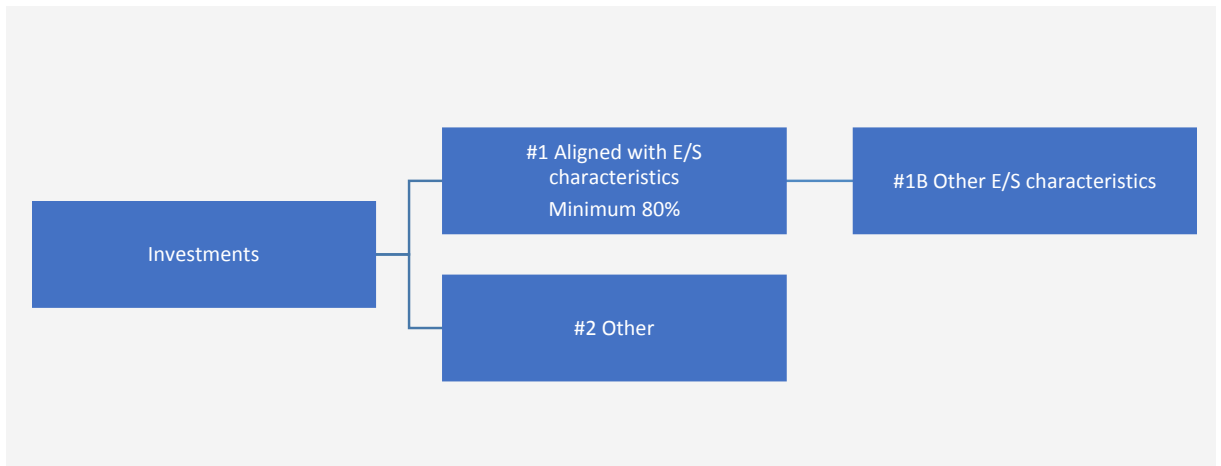 #1 Aligned with E/S
characteristics
Minimum 80%
#1B Other E/S characteristics
Investments
#2 Other